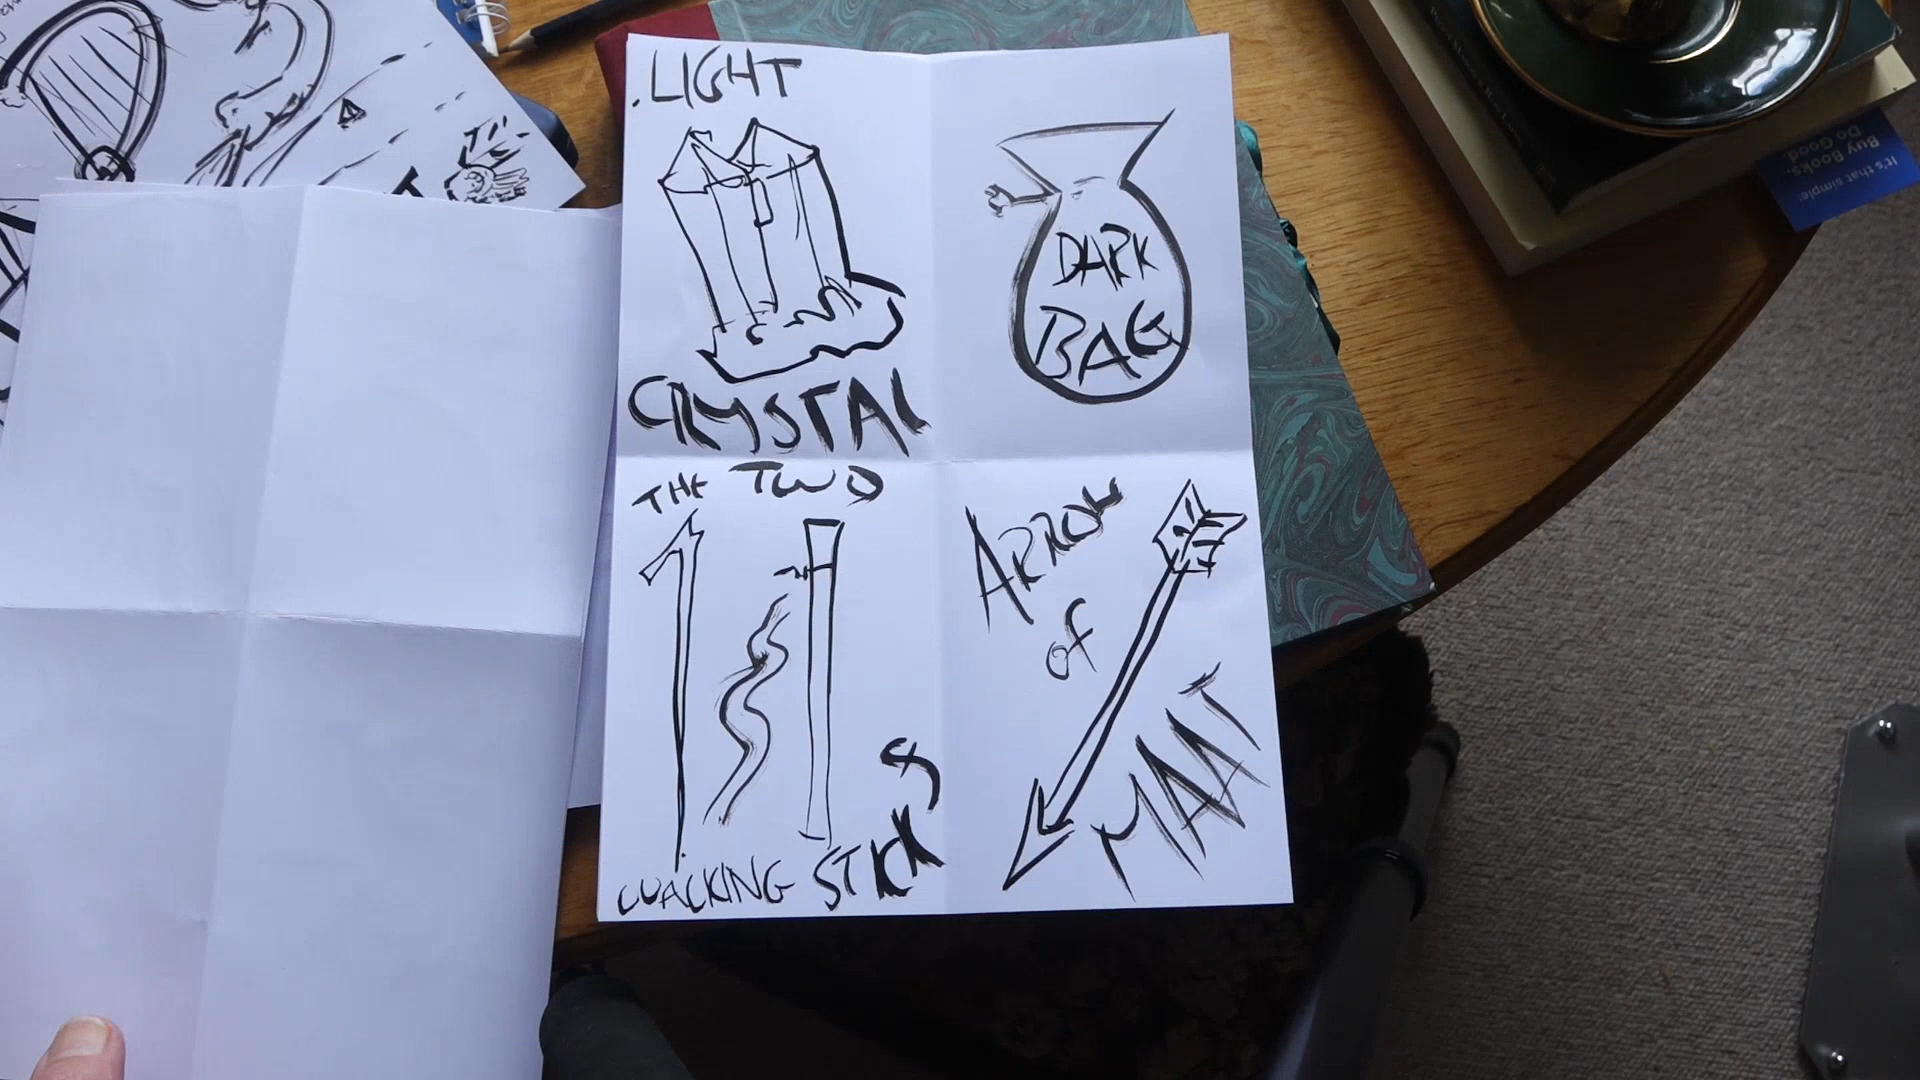 .LIGHT
CRYSTAL
DARK
BAG
THE TWO
WALKING STICKS
ARROW
of
MAAT
It's that simple.
Buy Books.
Do Good.